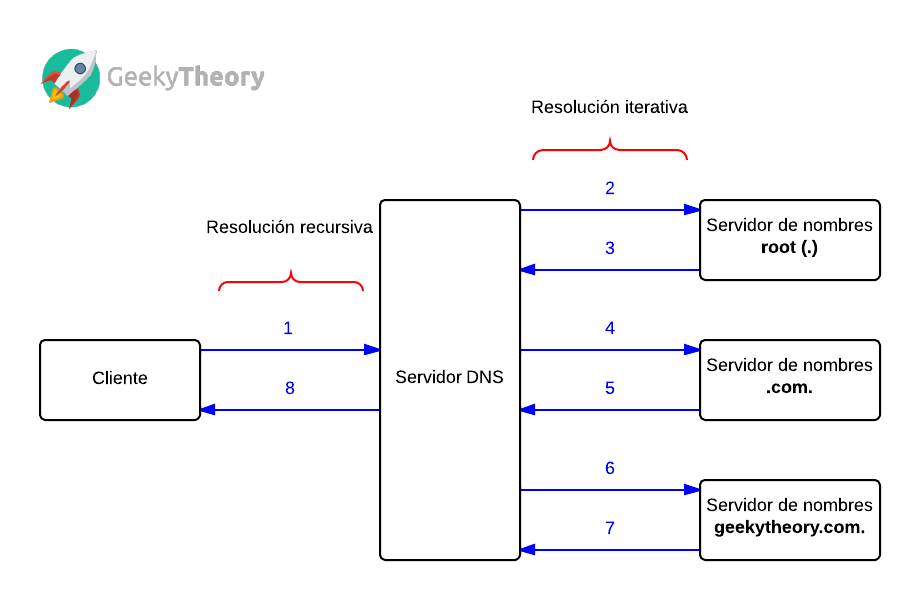 GeekyTheory
Resolución iterativa
2
Servidor de nombres
root (.)
3
Resolución recursiva
1
4
Servidor de nombres
.com.
Cliente
Servidor DNS
8
5
6
Servidor de nombres
geekytheory.com.
7